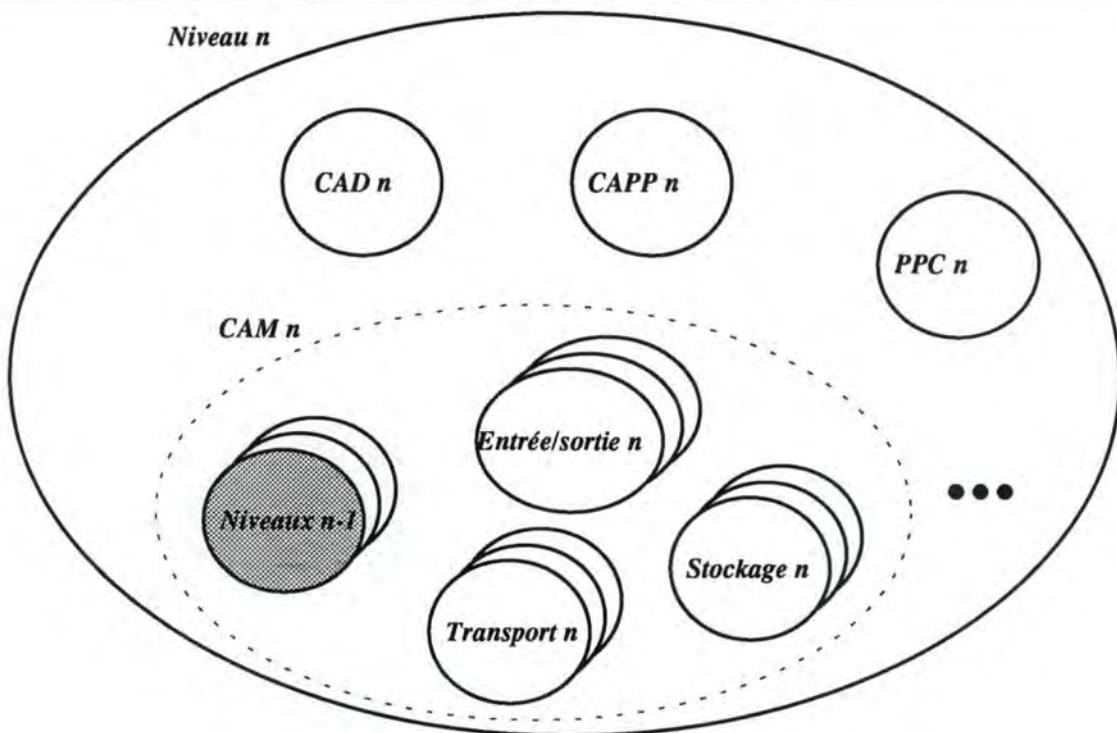 Niveau n
CAD n
CAPP n
PPC n
CAM n
Entrée/sortie n
Niveaux n-1
Stockage n
Transport n